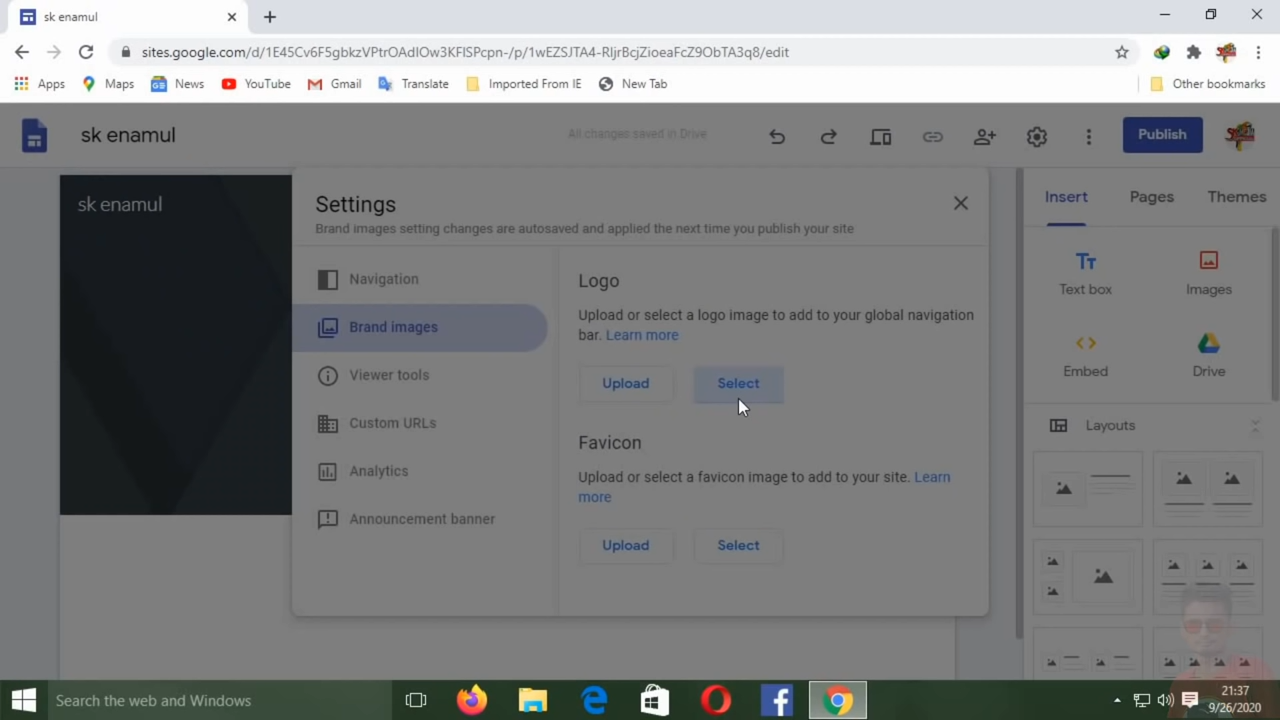 sk enamul
sites.google.com/d/1E45Cv6F5gbkzVPtrOAdIOw3KFlSPcpn-/p/1wEZSJTA4-RIjrBcjZioeaFcZ9ObTA3q8/edit
Apps Maps News YouTube Gmail Translate Imported From IE New Tab Other bookmarks
sk enamul All changes saved in Drive Publish
sk enamul
Settings
Brand images setting changes are autosaved and applied the next time you publish your site
Navigation
Brand images
Viewer tools
Custom URLs
Analytics
Announcement banner
Logo
Upload or select a logo image to add to your global navigation
bar. Learn more
Upload Select
Favicon
Upload or select a favicon image to add to your site. Learn
more
Upload Select
Insert Pages Themes
Text box Images
Embed Drive
Layouts
Search the web and Windows
21:37
9/26/2020